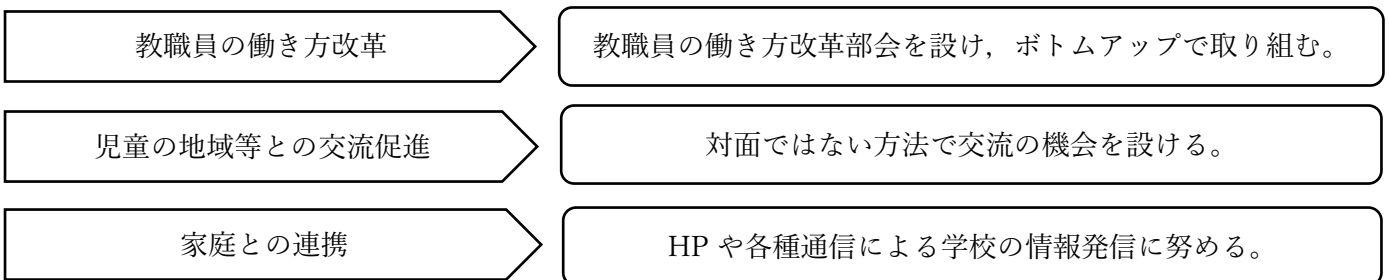 教職員の働き方改革
教職員の働き方改革部会を設け，ボトムアップで取り組む。
児童の地域等との交流促進
対面ではない方法で交流の機会を設ける。
家庭との連携
HP や各種通信による学校の情報発信に努める。